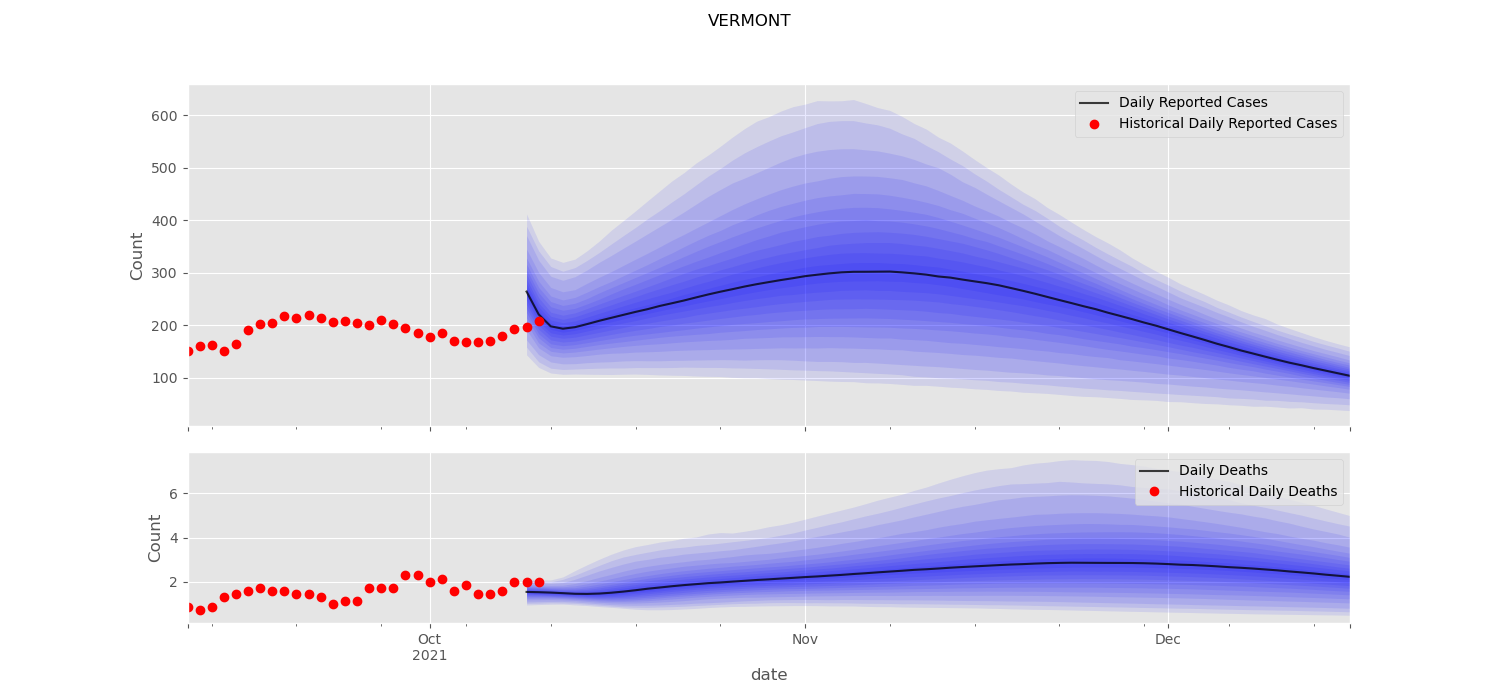 VERMONT
Count
600
500
400
300
200
100
Daily Reported Cases
Historical Daily Reported Cases
Count
6
4
2
Daily Deaths
Historical Daily Deaths
Oct
2021
Nov
Dec
date